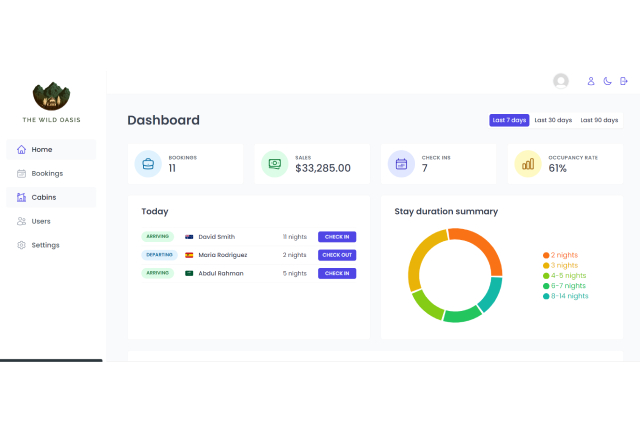 THE WILD OASIS
Home
Bookings
Cabins
Users
Settings
Dashboard
Last 7 days
Last 30 days
Last 90 days
BOOKINGS
11
SALES
$33,285.00
CHECK INS
7
OCCUPANCY RATE
61%
Today
ARRIVING David Smith 11 nights CHECK IN
DEPARTING Maria Rodriguez 2 nights CHECK OUT
ARRIVING Abdul Rahman 5 nights CHECK IN
Stay duration summary
2 nights
3 nights
4-5 nights
6-7 nights
8-14 nights